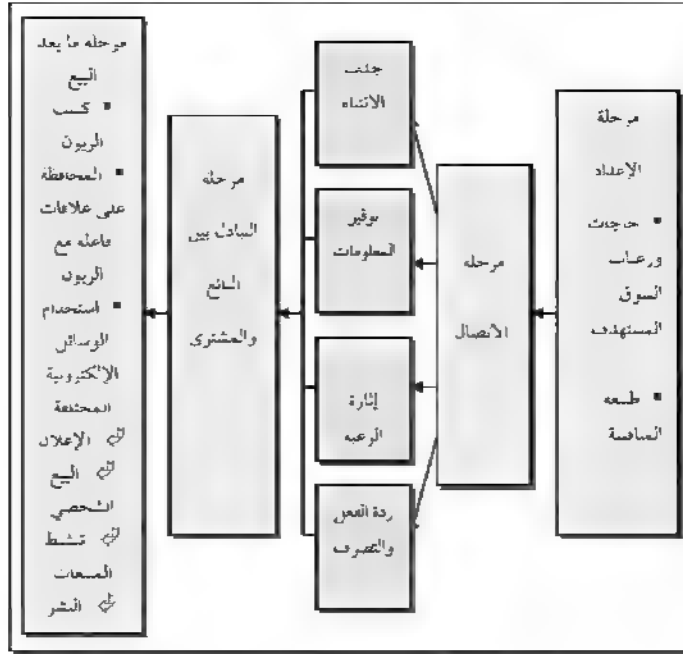 مرحلة
الإعداد
▪ حاجات
ورغبات
السوق
المستهدف
▪ طبيعة
المنافسة
مرحلة
الاتصال
جذب
الانتباه
توفير
المعلومات
إثارة
الرغبة
ردة الفعل
والتصرف
مرحلة
التبادل بين
البائع
والمشتري
مرحلة ما بعد
البيع
▪ كسب
الزبون
▪ المحافظة
على علاقات
فاعلة مع
الزبون
▪ استخدام
الوسائل
الإلكترونية
المختلفة
الإعلان
البيع
الشخصي
تنشيط
المبيعات
النشر